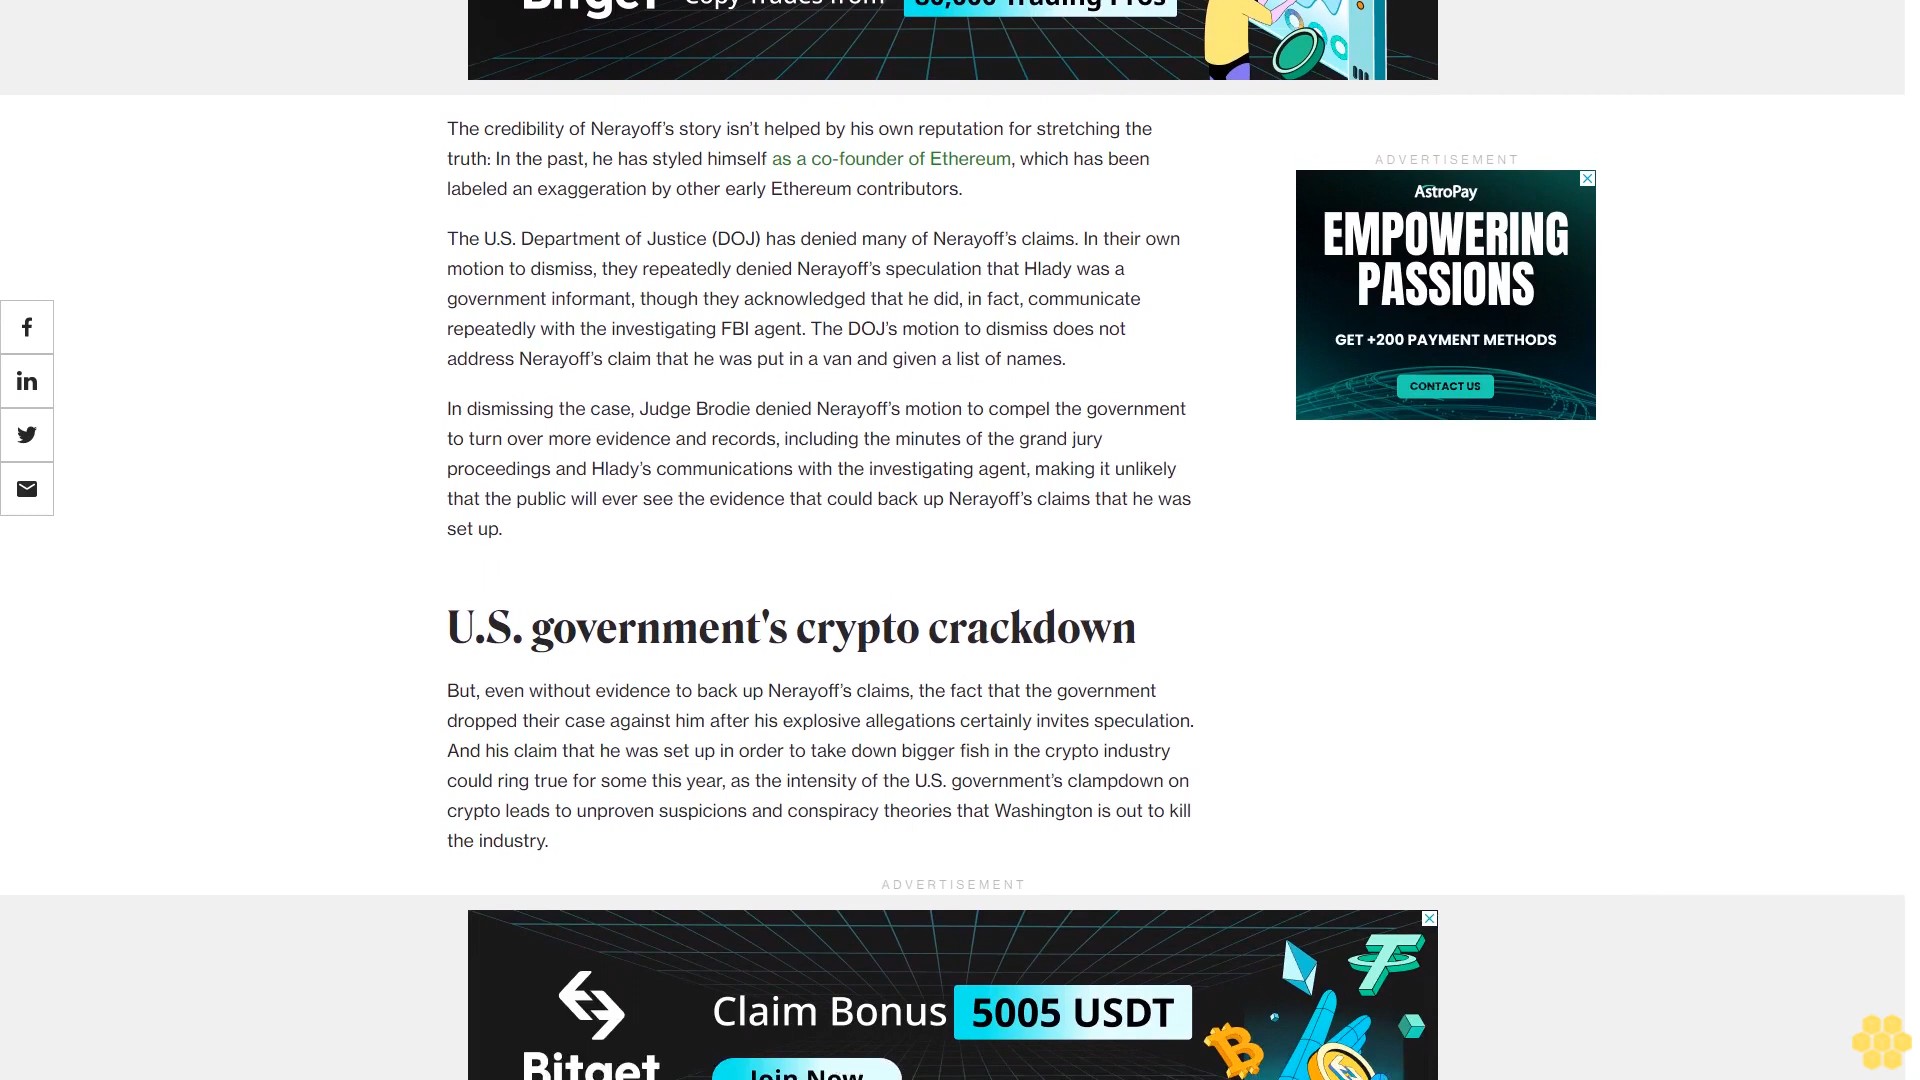 Bitget Copy Trades from 80,000 Trading Pros
The credibility of Nerayoff’s story isn’t helped by his own reputation for stretching the
truth: In the past, he has styled himself as a co-founder of Ethereum, which has been
labeled an exaggeration by other early Ethereum contributors.
The U.S. Department of Justice (DOJ) has denied many of Nerayoff’s claims. In their own
motion to dismiss, they repeatedly denied Nerayoff’s speculation that Hlady was a
government informant, though they acknowledged that he did, in fact, communicate
repeatedly with the investigating FBI agent. The DOJ’s motion to dismiss does not
address Nerayoff’s claim that he was put in a van and given a list of names.
In dismissing the case, Judge Brodie denied Nerayoff’s motion to compel the government
to turn over more evidence and records, including the minutes of the grand jury
proceedings and Hlady’s communications with the investigating agent, making it unlikely
that the public will ever see the evidence that could back up Nerayoff’s claims that he was
set up.
U.S. government's crypto crackdown
But, even without evidence to back up Nerayoff’s claims, the fact that the government
dropped their case against him after his explosive allegations certainly invites speculation.
And his claim that he was set up in order to take down bigger fish in the crypto industry
could ring true for some this year, as the intensity of the U.S. government’s clampdown on
crypto leads to unproven suspicions and conspiracy theories that Washington is out to kill
the industry.
ADVERTISEMENT
AstroPay
EMPOWERING
PASSIONS
GET +200 PAYMENT METHODS
CONTACT US
ADVERTISEMENT
Claim Bonus 5005 USDT
Bitget
Join Now